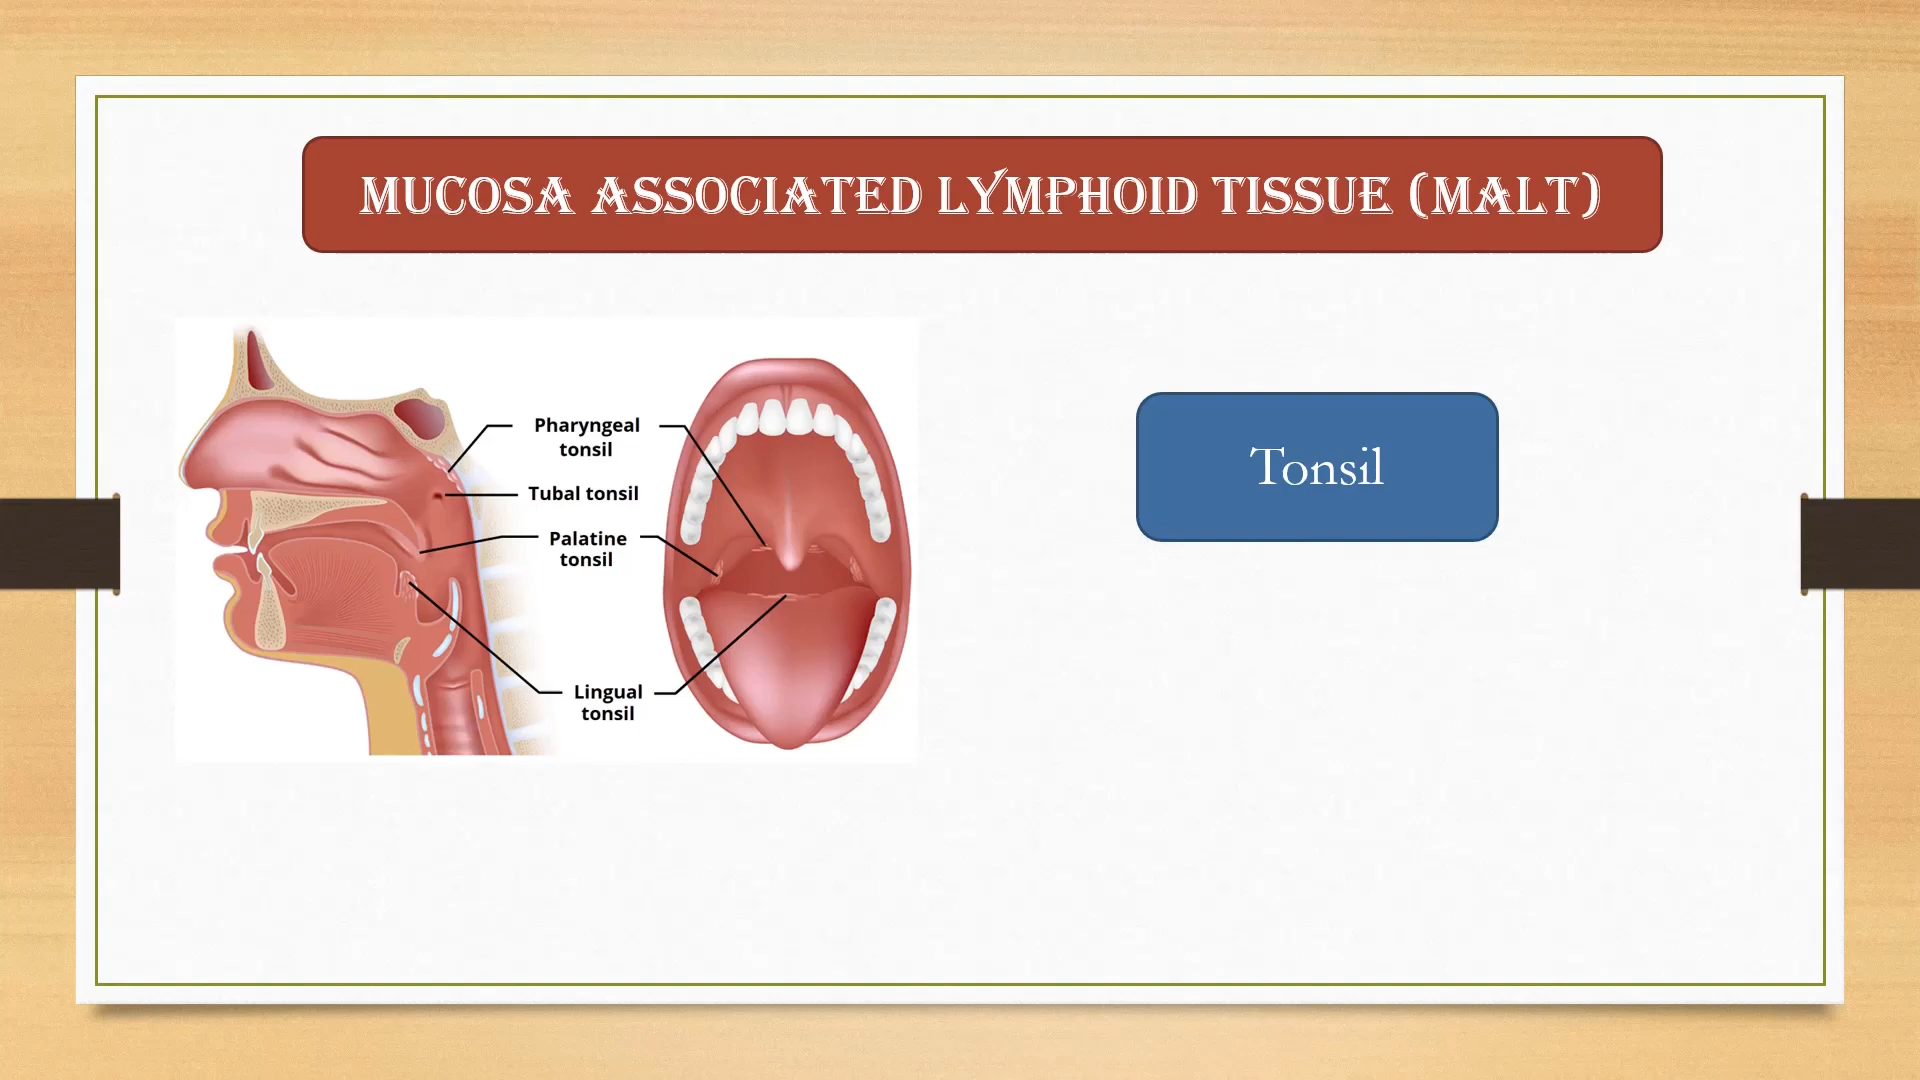 MUCOSA ASSOCIATED LYMPHOID TISSUE (MALT)
Pharyngeal
tonsil
Tubal tonsil
Palatine
tonsil
Lingual
tonsil
Tonsil